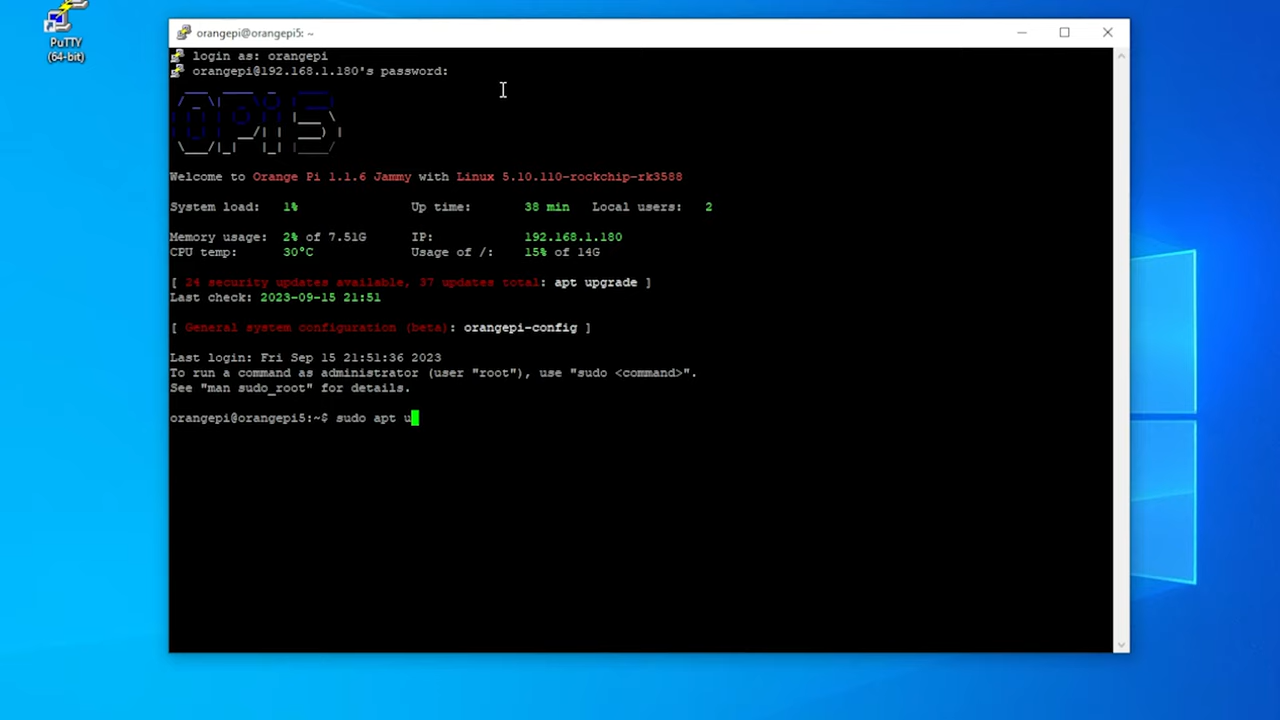 PuTTY
(64-bit)
orangepi@orangepi5: ~
login as: orangepi
orangepi@192.168.1.180's password:
OPi 5
Welcome to Orange Pi 1.1.6 Jammy with Linux 5.10.110-rockchip-rk3588
System load: 1% Up time: 38 min Local users: 2
Memory usage: 2% of 7.51G IP: 192.168.1.180
CPU temp: 30°C Usage of /: 15% of 14G
[ 24 security updates available, 37 updates total: apt upgrade ]
Last check: 2023-09-15 21:51
[ General system configuration (beta): orangepi-config ]
Last login: Fri Sep 15 21:51:36 2023
To run a command as administrator (user "root"), use "sudo <command>".
See "man sudo_root" for details.
orangepi@orangepi5:~$ sudo apt u